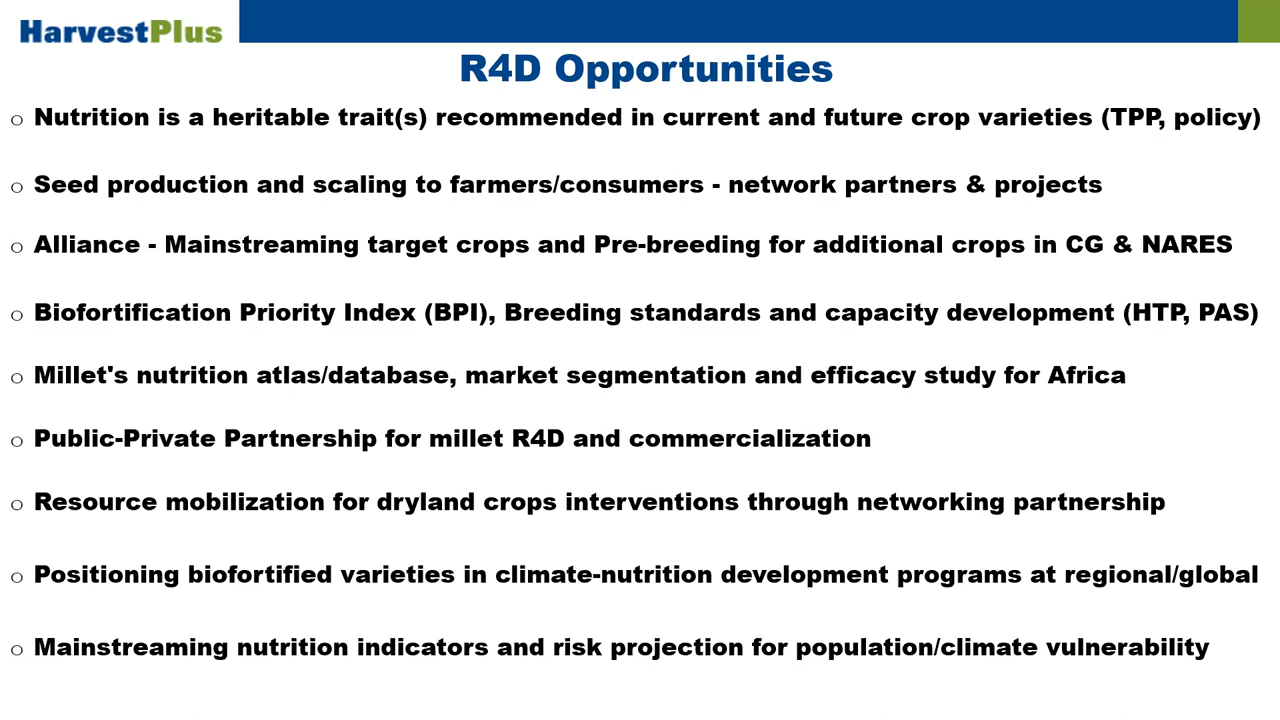 HarvestPlus
R4D Opportunities
o Nutrition is a heritable trait(s) recommended in current and future crop varieties (TPP, policy)
o Seed production and scaling to farmers/consumers - network partners & projects
o Alliance - Mainstreaming target crops and Pre-breeding for additional crops in CG & NARES
o Biofortification Priority Index (BPI), Breeding standards and capacity development (HTP, PAS)
o Millet's nutrition atlas/database, market segmentation and efficacy study for Africa
o Public-Private Partnership for millet R4D and commercialization
o Resource mobilization for dryland crops interventions through networking partnership
o Positioning biofortified varieties in climate-nutrition development programs at regional/global
o Mainstreaming nutrition indicators and risk projection for population/climate vulnerability